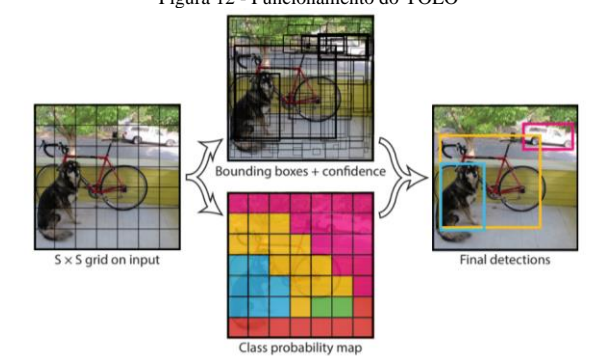 Figura 12 - Funcionamento do YOLO
Bounding boxes + confidence
S × S grid on input
Final detections
Class probability map